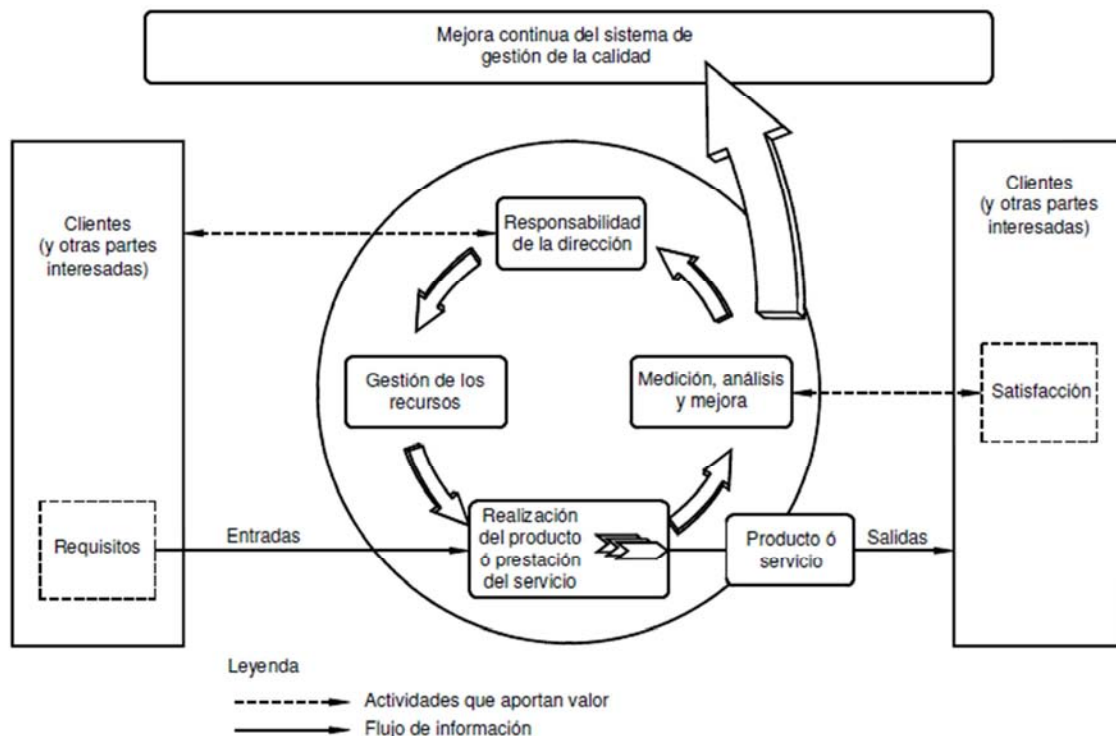 Mejora continua del sistema de
gestión de la calidad
Clientes
(y otras partes
interesadas)
Responsabilidad
de la dirección
Clientes
(y otras partes
interesadas)
Gestión de los
recursos
Medición, análisis
y mejora
Satisfacción
Requisitos
Entradas
Realización
del producto
ó prestación
del servicio
Producto ó
servicio
Salidas
Leyenda
Actividades que aportan valor
Flujo de información